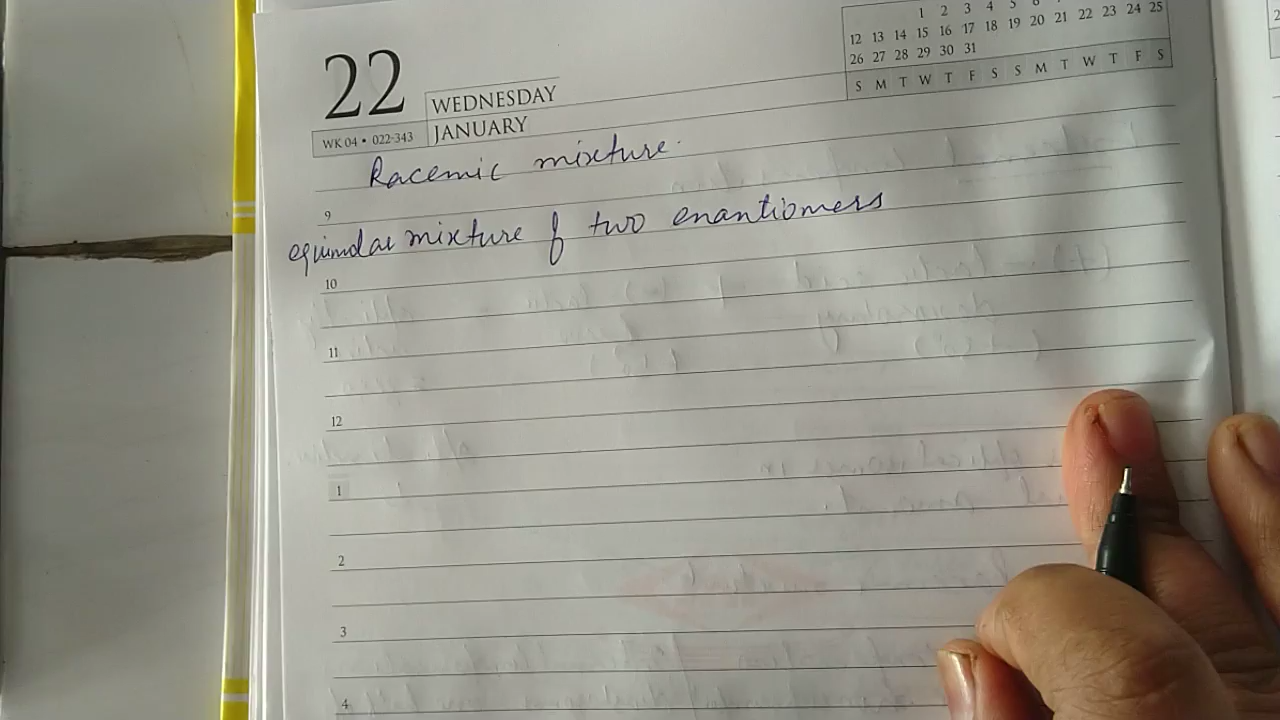 1 2 3 4 5
12 13 14 15 16 17 18 19 20 21 22 23 24 25
26 27 28 29 30 31
S M T W T F S S M T W T F S
22
WEDNESDAY
WK 04 • 022-343
JANUARY
Racemic mixture.
9
equimolar mixture of two enantiomers
10
11
12
1
2
3
4